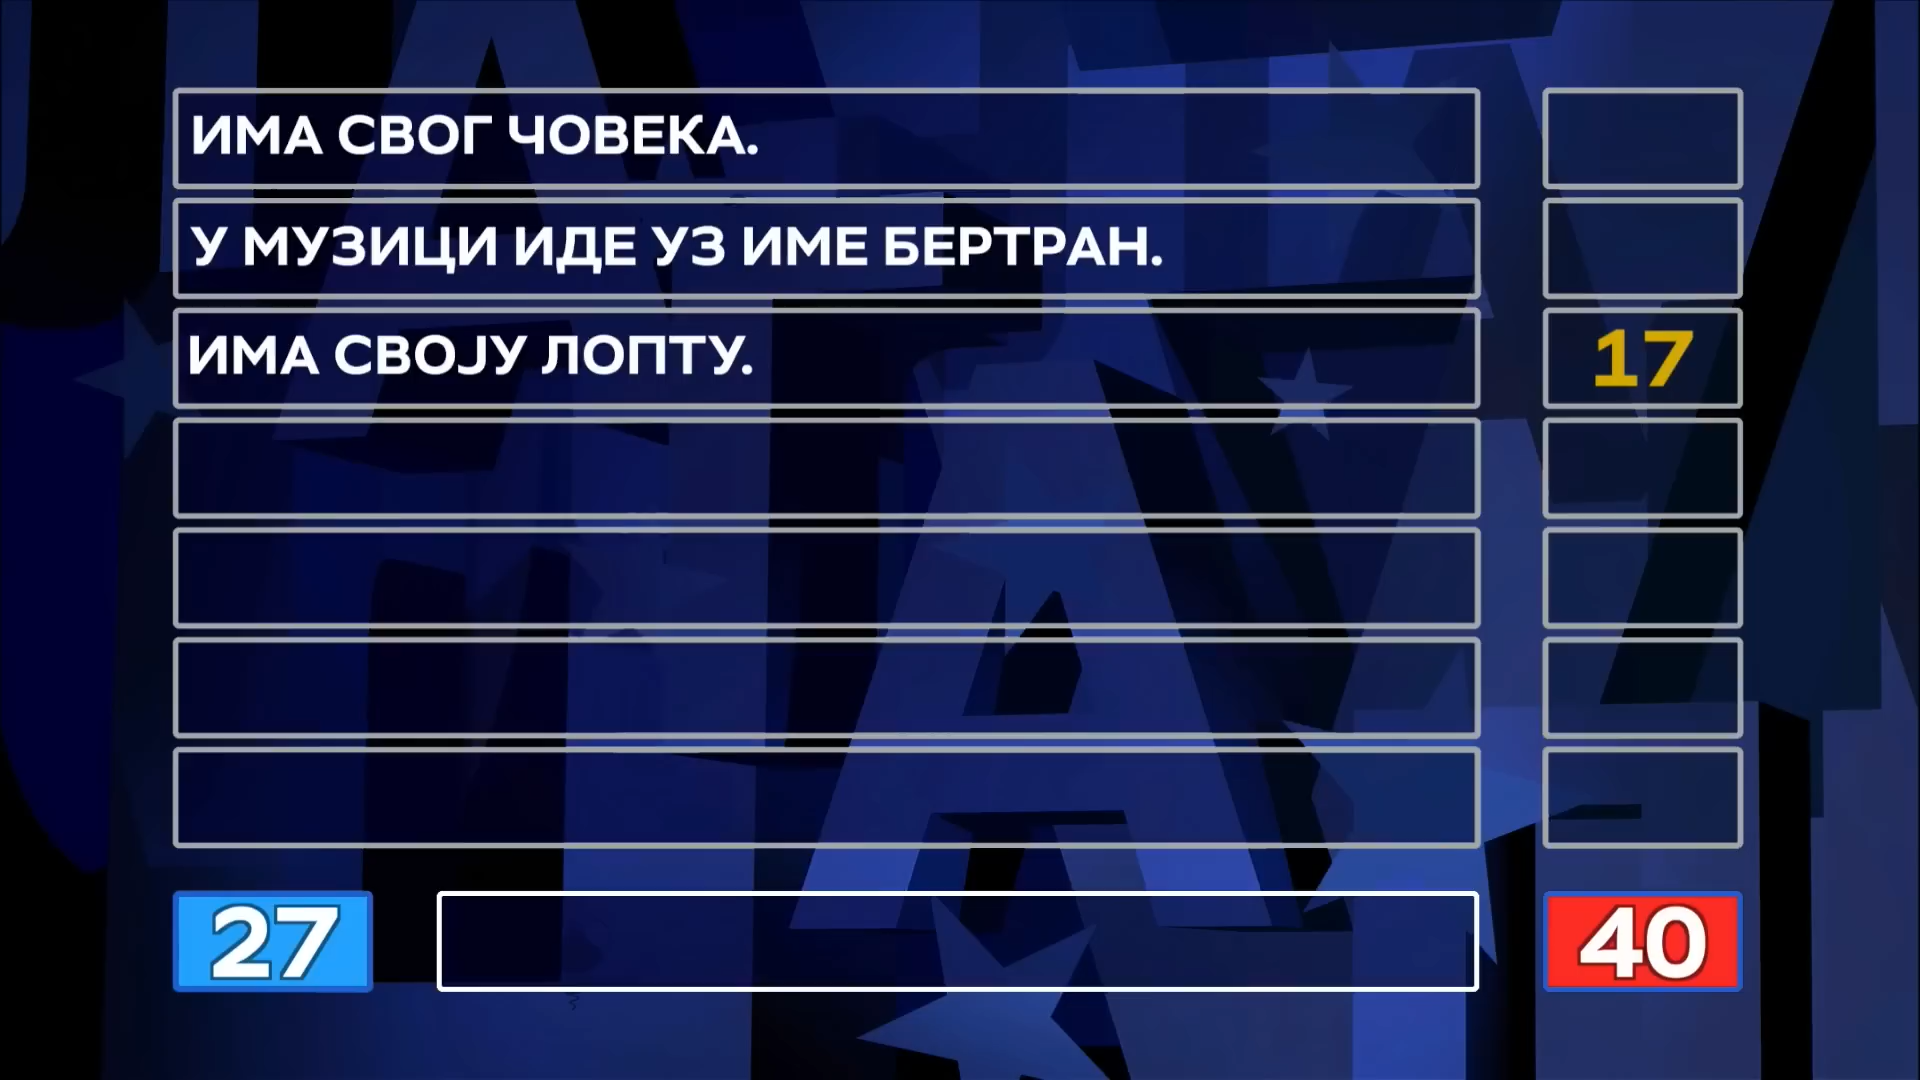 ИМА СВОГ ЧОВЕКА.
У МУЗИЦИ ИДЕ УЗ ИМЕ БЕРТРАН.
ИМА СВОЈУ ЛОПТУ. 17
27 40